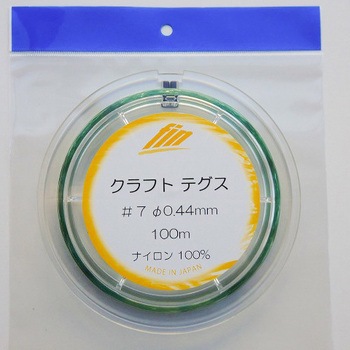 fin
クラフト テグス
#7 φ0.44mm
100m
ナイロン 100%
MADE IN JAPAN